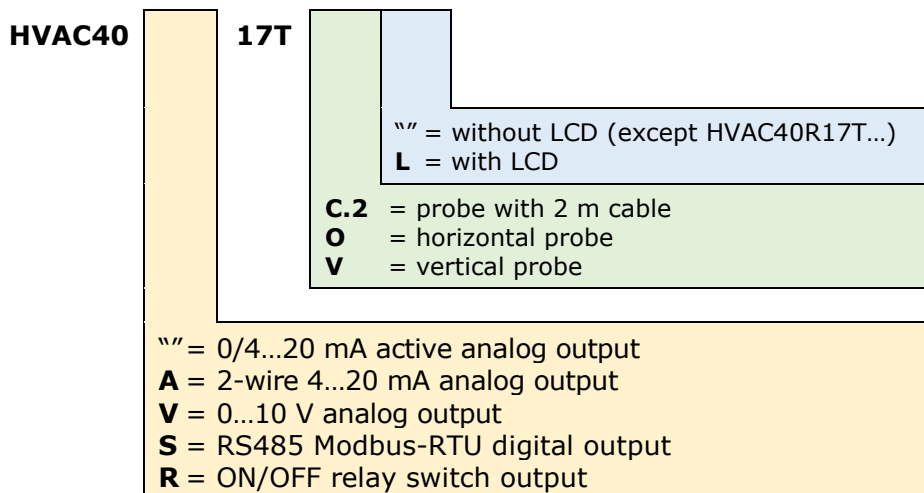 HVAC40 17T
“” = without LCD (except HVAC40R17T…)
L = with LCD
C.2 = probe with 2 m cable
O = horizontal probe
V = vertical probe
“” = 0/4…20 mA active analog output
A = 2-wire 4…20 mA analog output
V = 0…10 V analog output
S = RS485 Modbus-RTU digital output
R = ON/OFF relay switch output